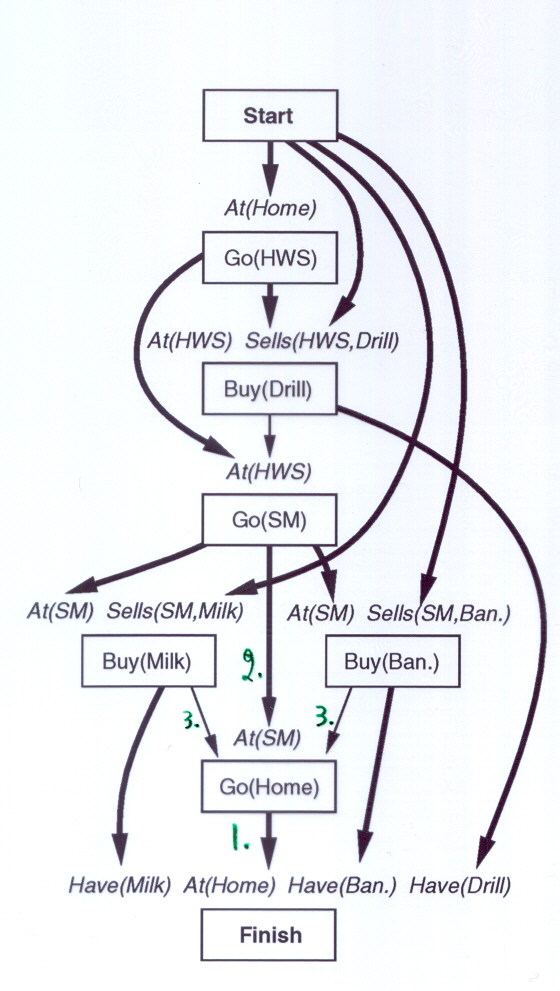 Start
At(Home)
Go(HWS)
At(HWS) Sells(HWS,Drill)
Buy(Drill)
At(HWS)
Go(SM)
At(SM) Sells(SM,Milk) At(SM) Sells(SM,Ban.)
Buy(Milk) Buy(Ban.)
2.
3. 3.
At(SM)
Go(Home)
1.
Have(Milk) At(Home) Have(Ban.) Have(Drill)
Finish